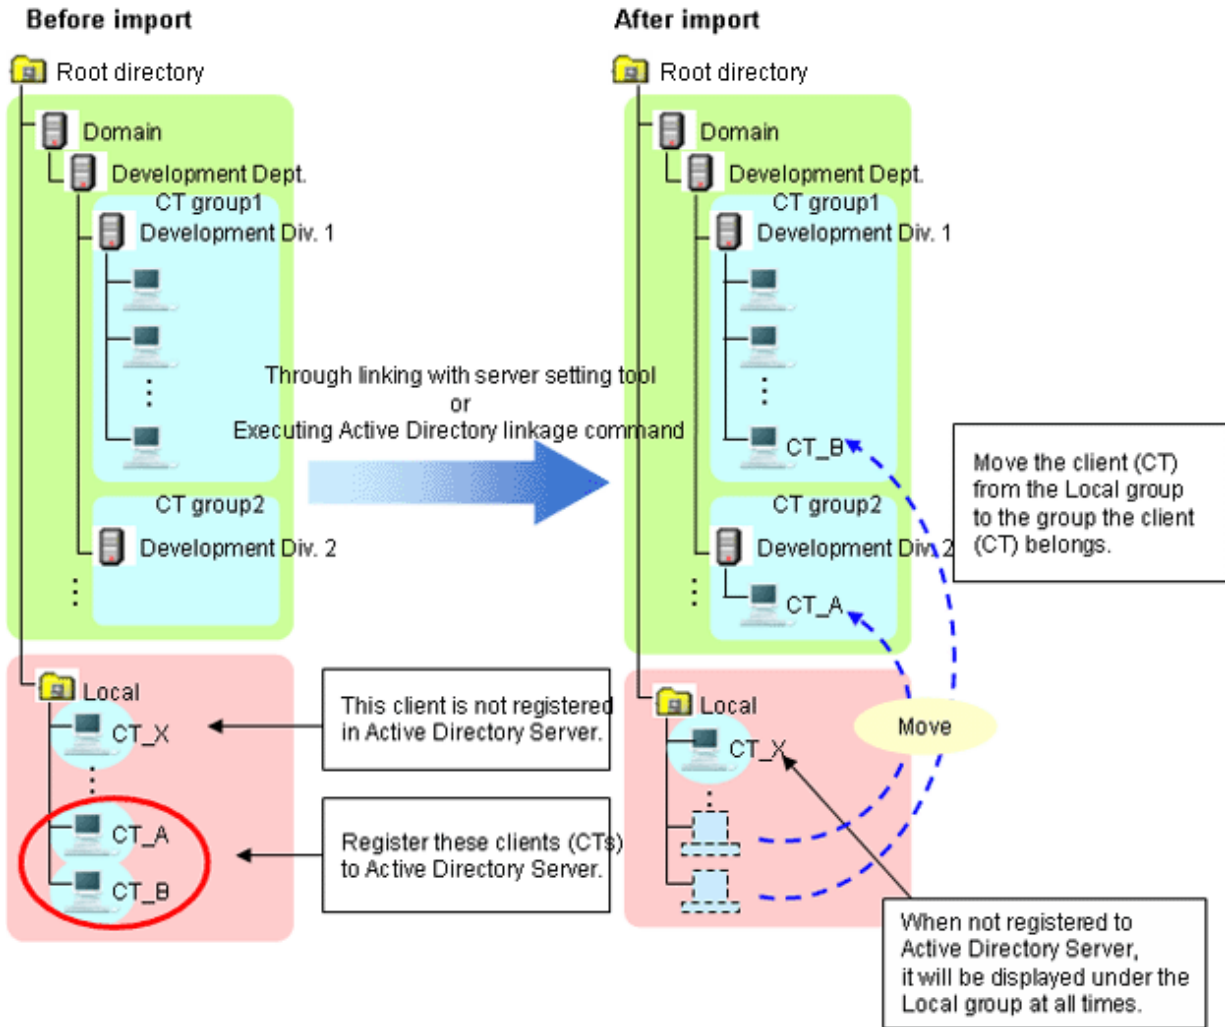 Before import
Root directory
Domain
Development Dept.
CT group1
Development Div. 1
CT group2
Development Div. 2
Local
CT_X
CT_A
CT_B
Through linking with server setting tool
or
Executing Active Directory linkage command
This client is not registered
in Active Directory Server.
Register these clients (CTs)
to Active Directory Server.
After import
Root directory
Domain
Development Dept.
CT group1
Development Div. 1
CT_B
CT group2
Development Div. 2
CT_A
Local
CT_X
Move
Move the client (CT)
from the Local group
to the group the client
(CT) belongs.
When not registered to
Active Directory Server,
it will be displayed under the
Local group at all times.